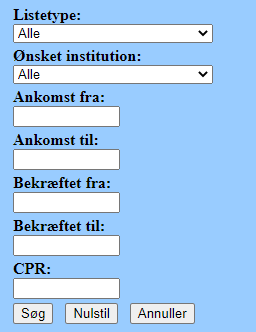 Listetype:
Alle
Ønsket institution:
Alle
Ankomst fra:
Ankomst til:
Bekræftet fra:
Bekræftet til:
CPR:
Søg Nulstil Annuller